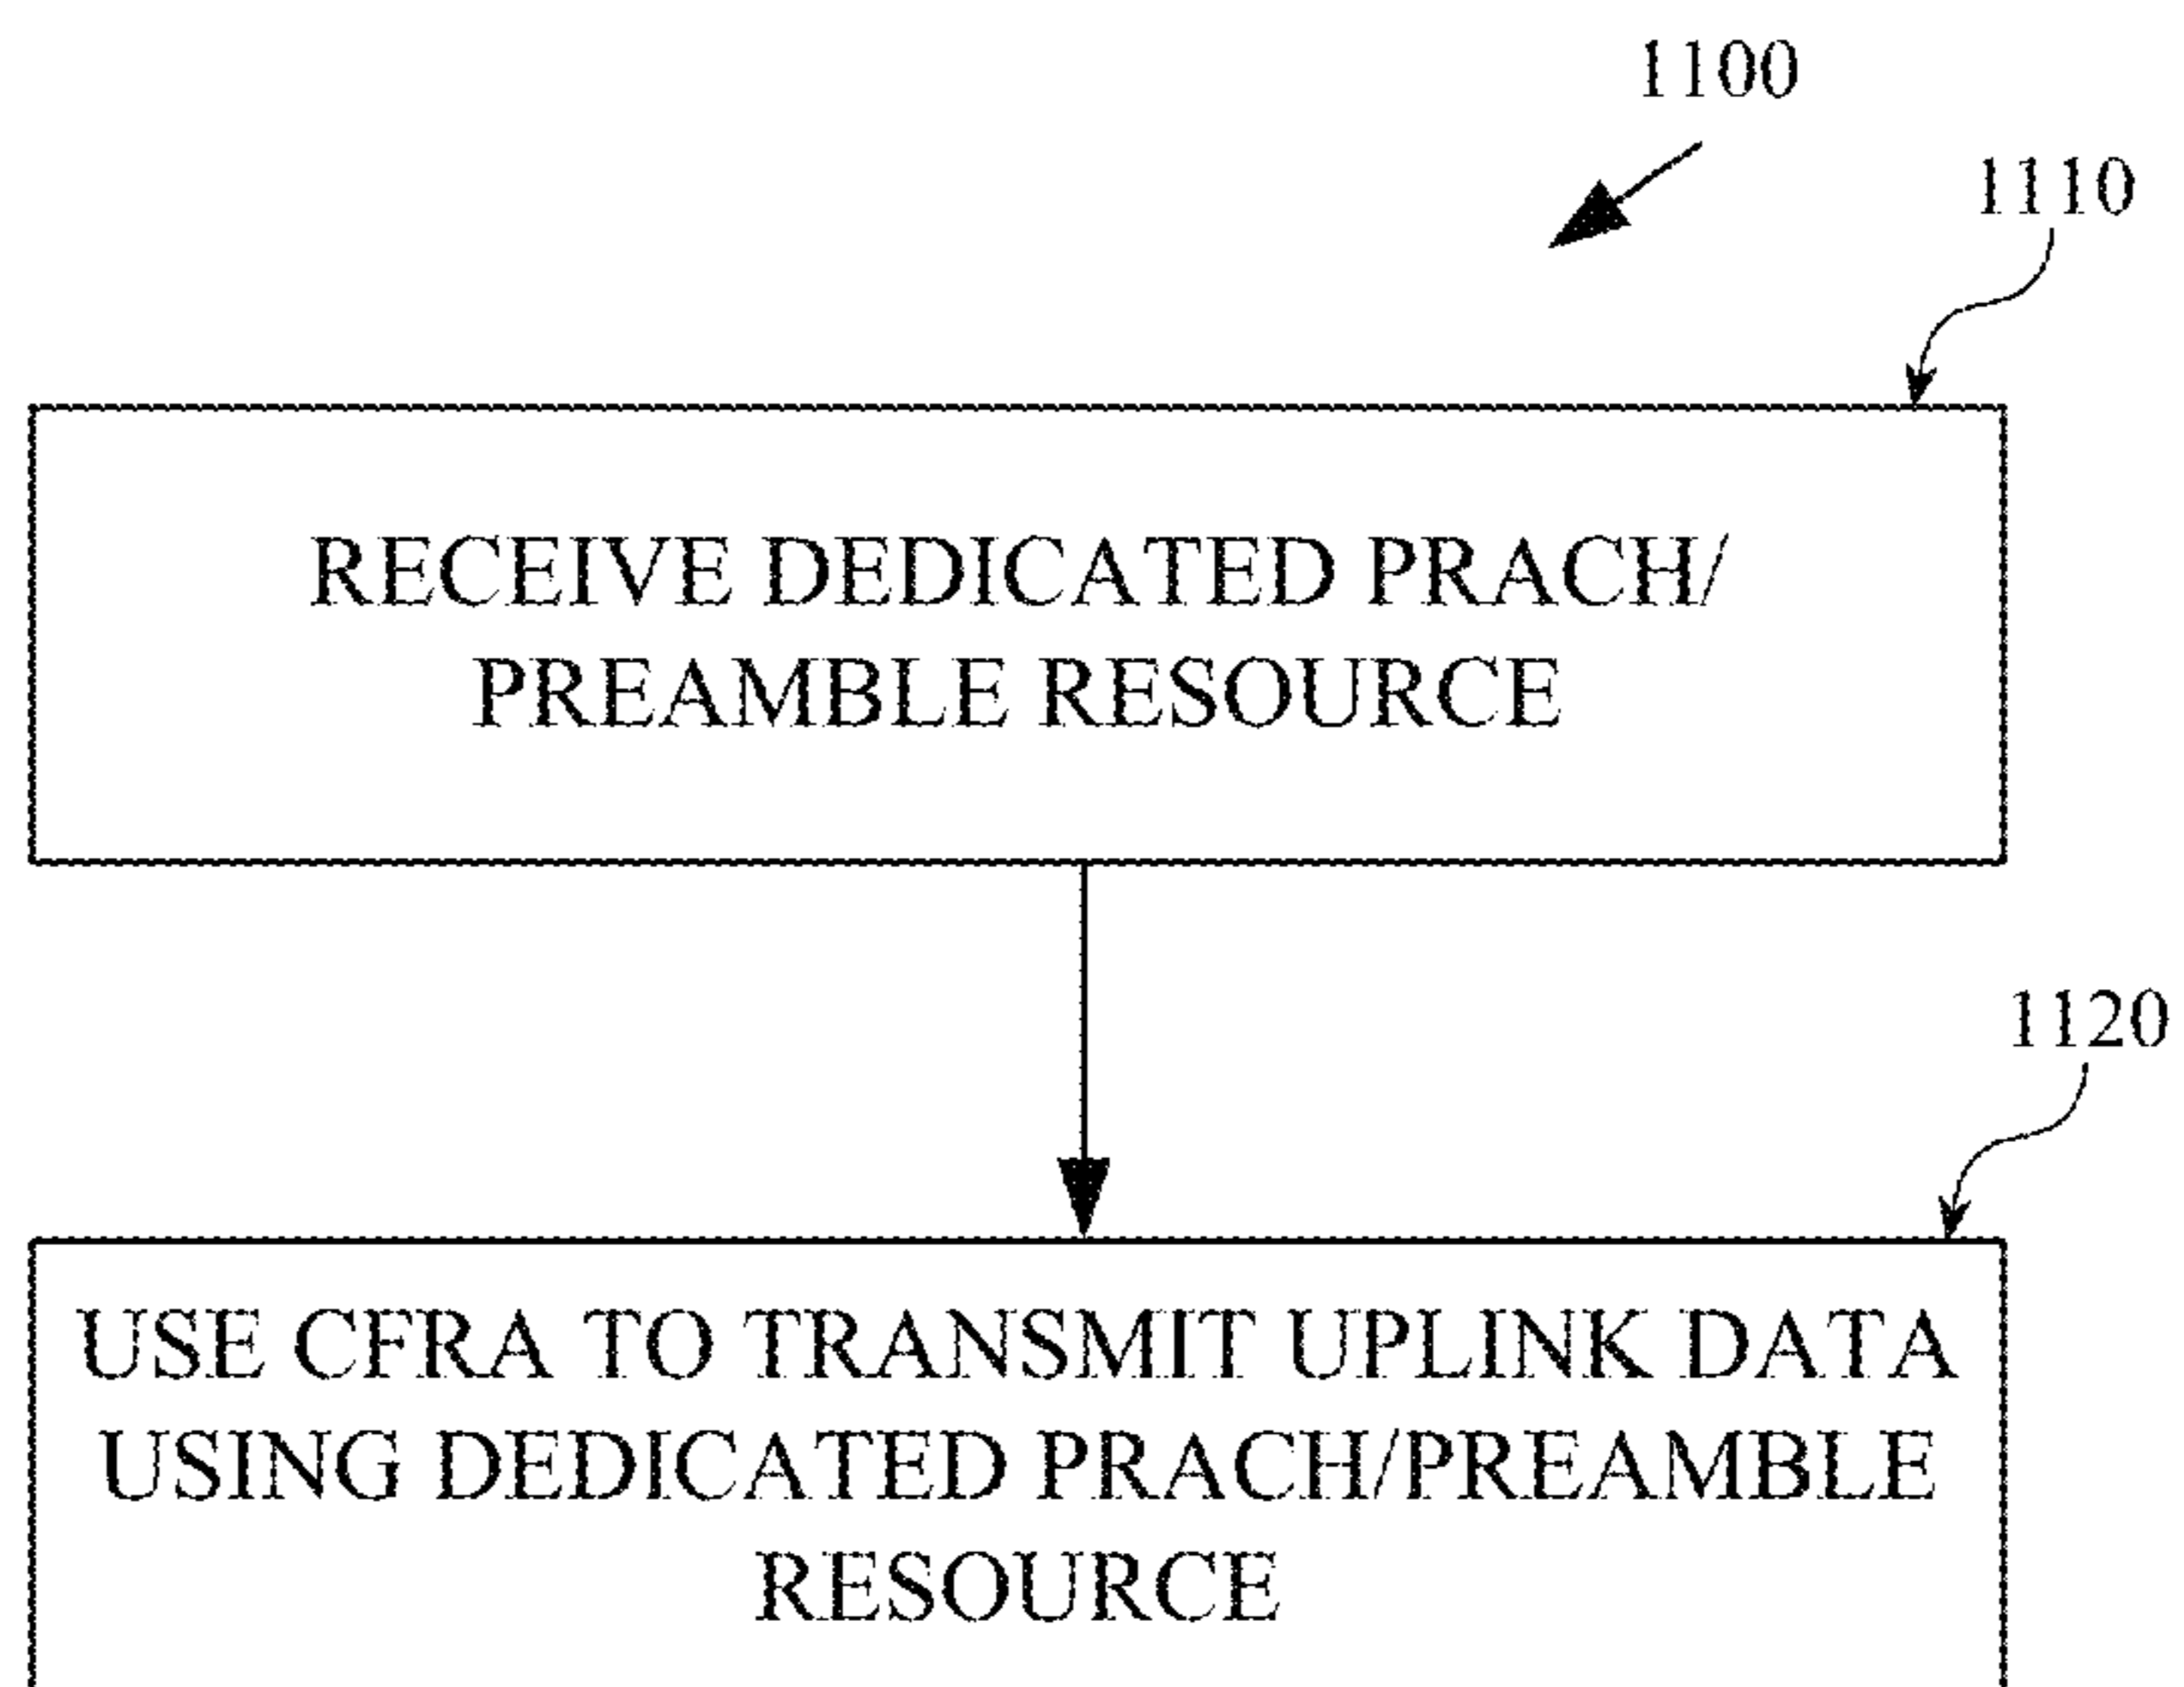 1100
1110
RECEIVE DEDICATED PRACH/
PREAMBLE RESOURCE
1120
USE CFRA TO TRANSMIT UPLINK DATA
USING DEDICATED PRACH/PREAMBLE
RESOURCE